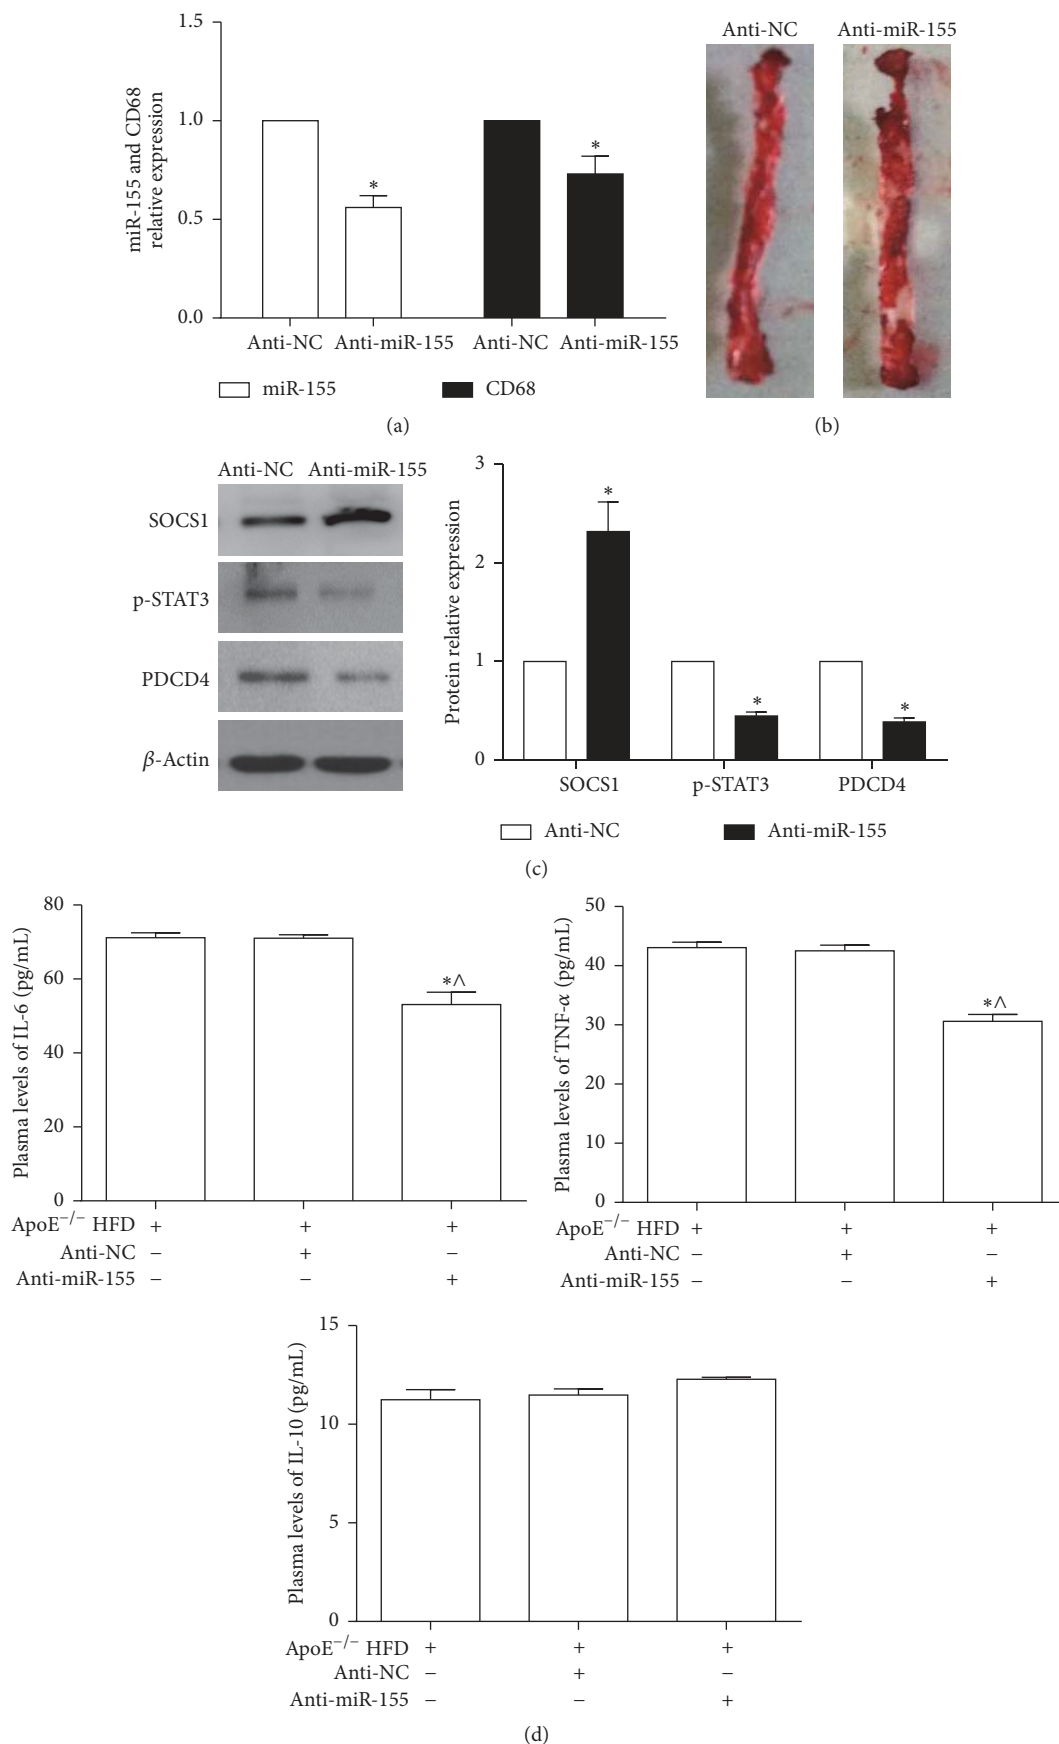 miR-155 and CD68
relative expression
1.5
1.0
0.5
0.0
*
*
Anti-NC Anti-miR-155 Anti-NC Anti-miR-155
miR-155 CD68
(a)
Anti-NC Anti-miR-155
(b)
Anti-NC Anti-miR-155
SOCS1
p-STAT3
PDCD4
β-Actin
Protein relative expression
3
2
1
0
*
*
*
SOCS1 p-STAT3 PDCD4
Anti-NC Anti-miR-155
(c)
Plasma levels of IL-6 (pg/mL)
80
60
40
20
0
*^
ApoE−/− HFD + + +
Anti-NC − + −
Anti-miR-155 − − +
Plasma levels of TNF-α (pg/mL)
50
40
30
20
10
0
*^
ApoE−/− HFD + + +
Anti-NC − + −
Anti-miR-155 − − +
Plasma levels of IL-10 (pg/mL)
15
10
5
0
ApoE−/− HFD + + +
Anti-NC − + −
Anti-miR-155 − − +
(d)